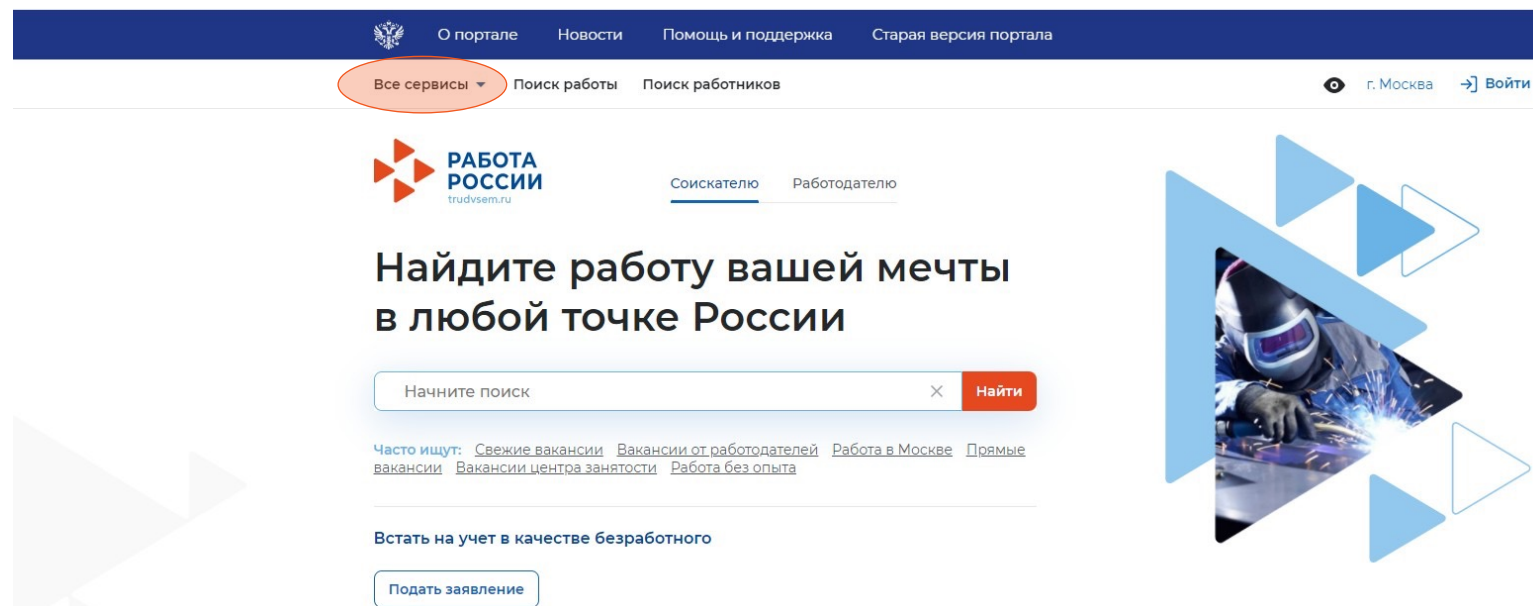 О портале Новости Помощь и поддержка Старая версия портала
Все сервисы Поиск работы Поиск работников г. Москва Войти
РАБОТА
РОССИИ
trudvsem.ru
Соискателю Работодателю
Найдите работу вашей мечты
в любой точке России
Начните поиск Найти
Часто ищут: Свежие вакансии Вакансии от работодателей Работа в Москве Прямые
вакансии Вакансии центра занятости Работа без опыта
Встать на учет в качестве безработного
Подать заявление